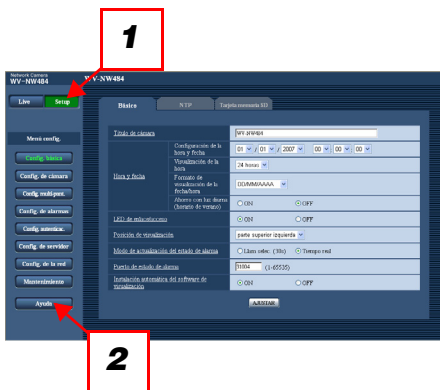 1
Network Camera
WV-NW484
WV-NW484
Live Setup
Básico NTP Tarjeta memoria SD
Menú config.
Config. básica
Config. de cámara
Config. multi-pant.
Config. de alarmas
Config. autenticac.
Config. de servidor
Config. de la red
Mantenimiento
Ayuda
Título de cámara WV-NW484
Hora y fecha
Configuración de la hora y fecha 01 / 01 / 2007 00 : 00 : 00
Visualización de la hora 24 horas
Formato de visualización de la fecha/hora DD/MM/AAAA
Ahorro con luz diurna (horario de verano) ON OFF
LED de enlace/acceso ON OFF
Posición de visualización parte superior izquierda
Modo de actualización del estado de alarma Llam selec. (30s) Tiempo real
Puerto de estado de alarma 31004 (1-65535)
Instalación automática del software de visualización ON OFF
AJUSTAR
2